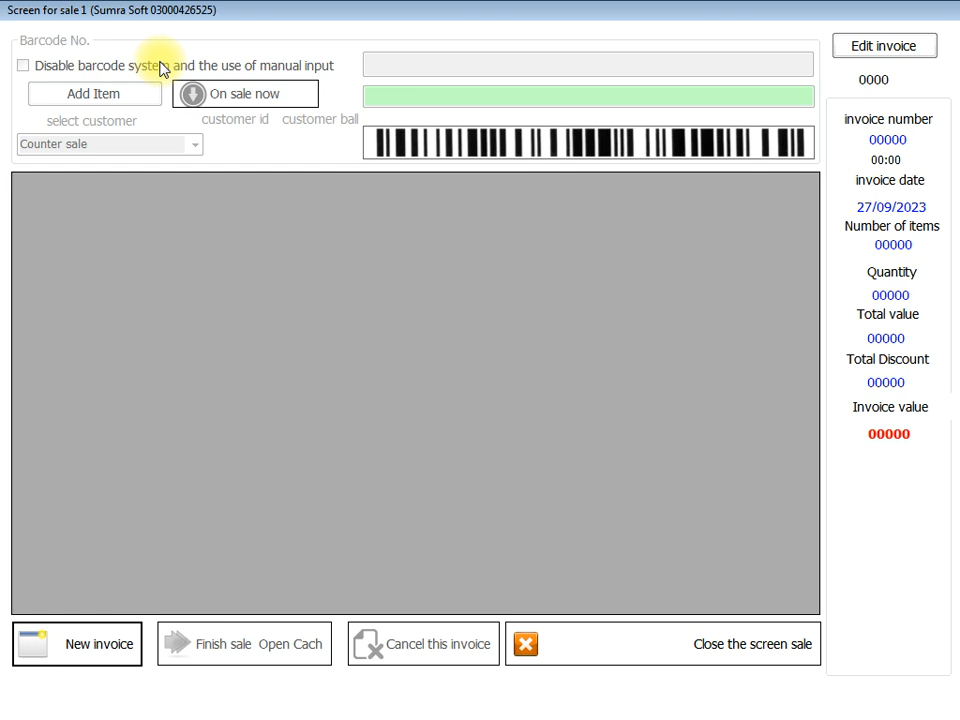 Screen for sale 1 (Sumra Soft 03000426525)
Barcode No.
Disable barcode system and the use of manual input
Edit invoice
Add Item
On sale now
0000
select customer
customer id
customer ball
Counter sale
invoice number
00000
00:00
invoice date
27/09/2023
Number of items
00000
Quantity
00000
Total value
00000
Total Discount
00000
Invoice value
00000
New invoice
Finish sale Open Cach
Cancel this invoice
Close the screen sale